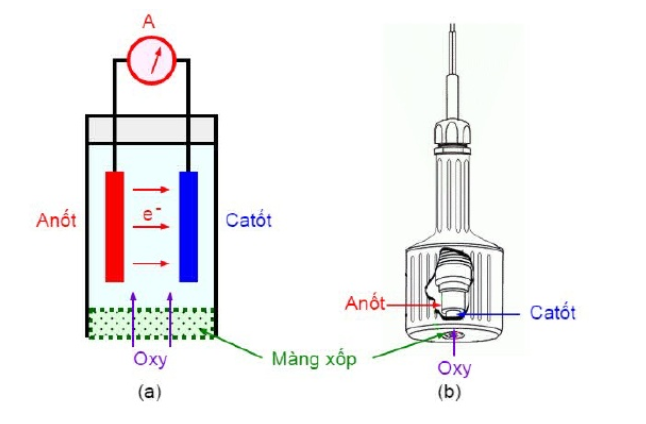 A
Anốt
e-
Catốt
Oxy
(a)
Màng xốp
Anốt
Catốt
Oxy
(b)